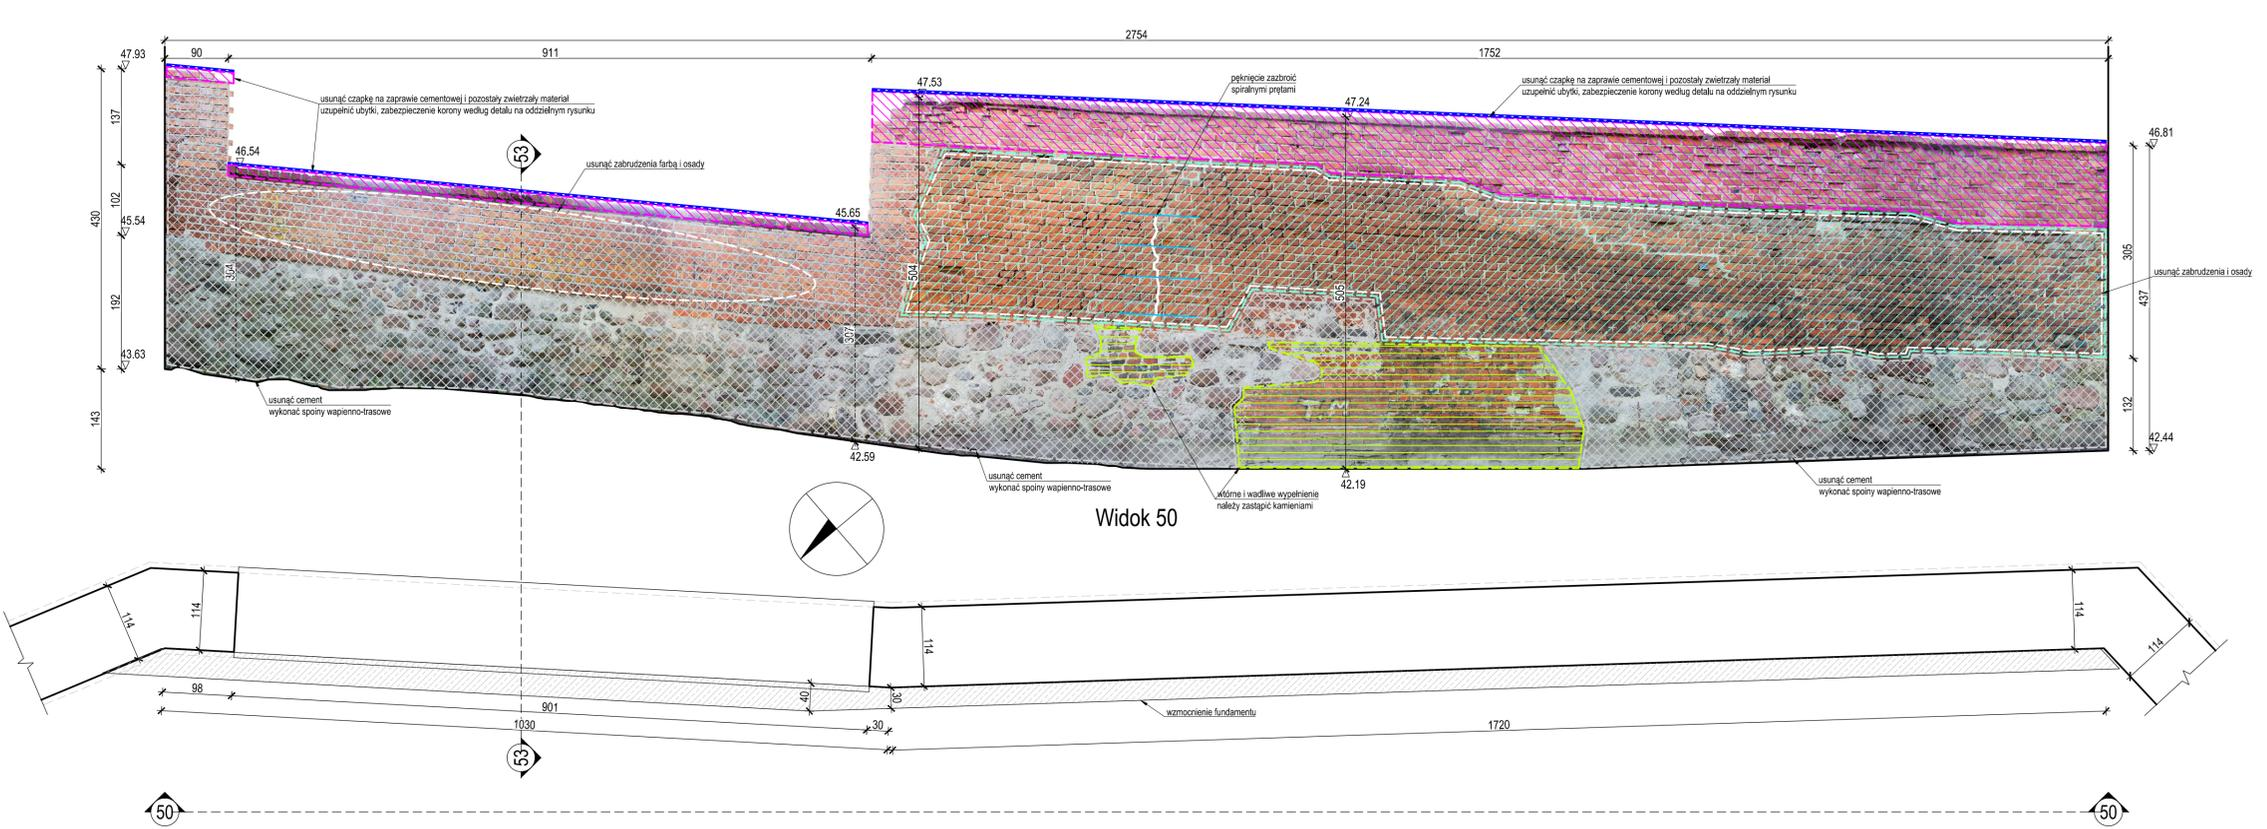 2754
90
911
1752
47.93
47.53
47.24
46.81
pęknięcie zazbroić
spiralnymi prętami
usunąć czapkę na zaprawie cementowej i pozostały zwietrzały materiał
uzupełnić ubytki, zabezpieczenie korony według detalu na oddzielnym rysunku
usunąć czapkę na zaprawie cementowej i pozostały zwietrzały materiał
uzupełnić ubytki, zabezpieczenie korony według detalu na oddzielnym rysunku
137
46.54
53
usunąć zabrudzenia farbą i osady
102
430
45.54
45.65
304
504
505
305
usunąć zabrudzenia i osady
437
192
307
43.63
143
usunąć cement
wykonać spoiny wapienno-trasowe
132
42.44
42.59
usunąć cement
wykonać spoiny wapienno-trasowe
42.19
usunąć cement
wykonać spoiny wapienno-trasowe
wtórne i wadliwe wypełnienie
należy zastąpić kamieniami
Widok 50
114
114
114
114
114
98
901
40
30
1030
30
wzmocnienie fundamentu
1720
53
50
50